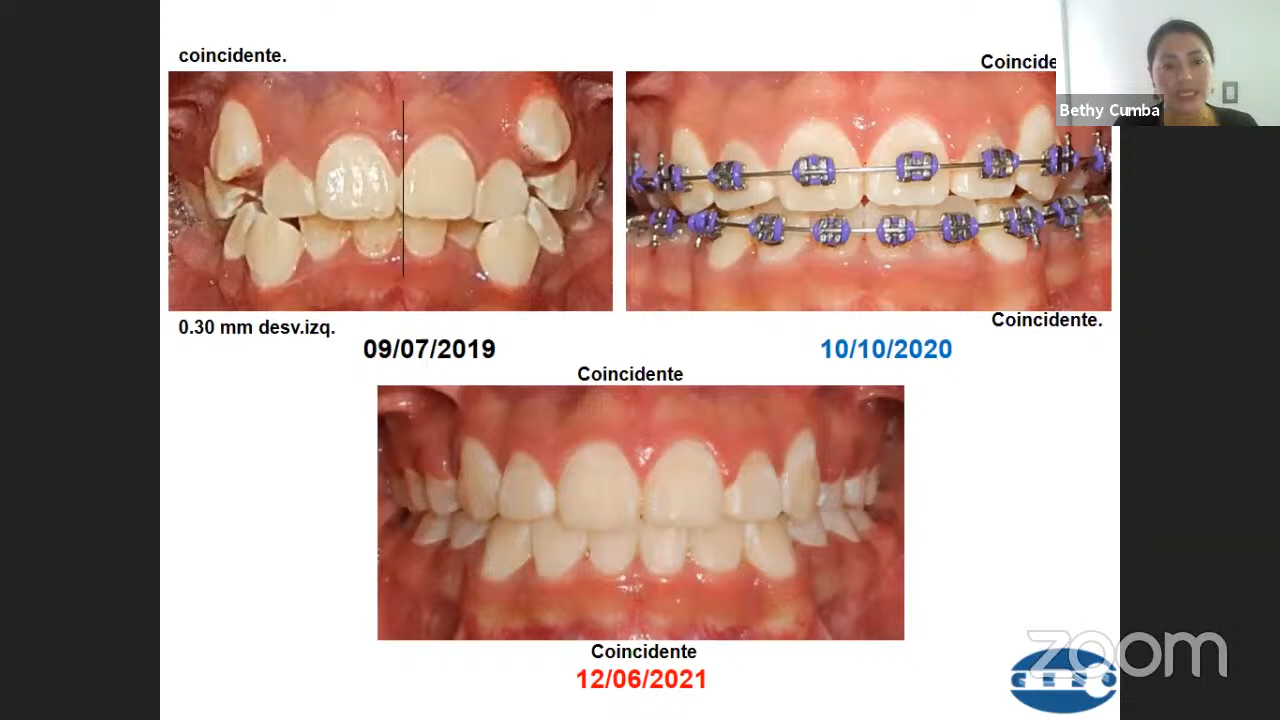 coincidente.
Coincide
Bethy Cumba
0.30 mm desv.izq.
Coincidente.
09/07/2019
10/10/2020
Coincidente
Coincidente
12/06/2021
zoom